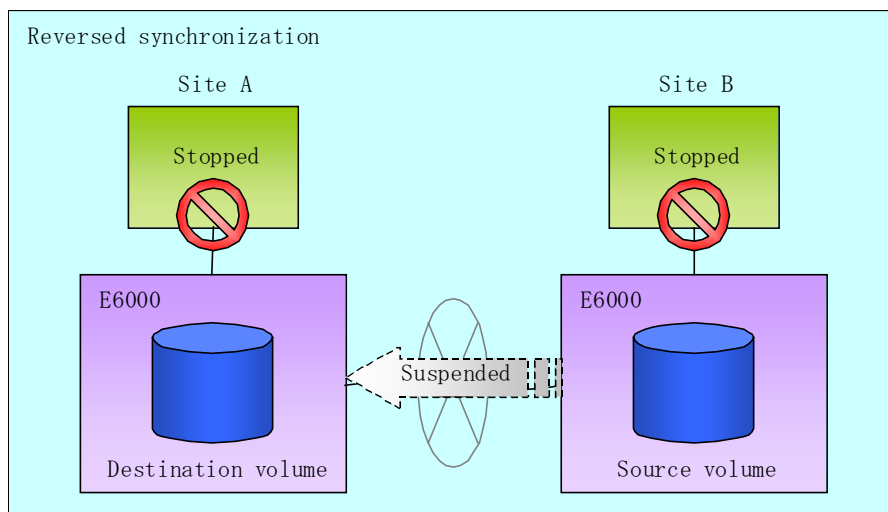 Reversed synchronization
Site A
Site B
Stopped
Stopped
E6000
E6000
Suspended
Destination volume
Source volume